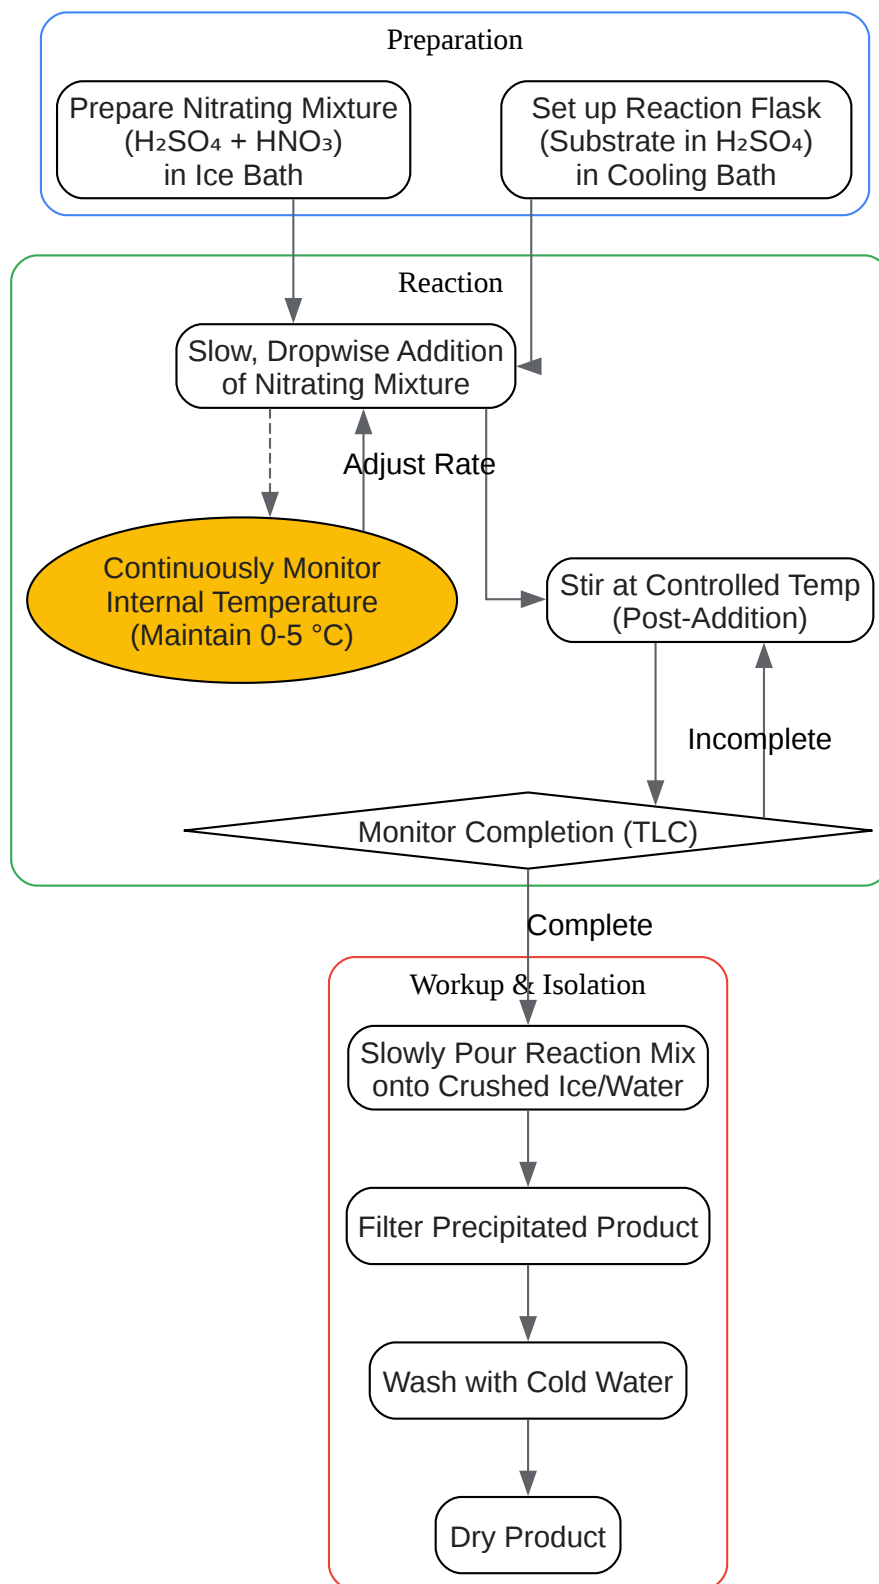 Preparation
Prepare Nitrating Mixture
(H₂SO₄ + HNO₃)
in Ice Bath
Set up Reaction Flask
(Substrate in H₂SO₄)
in Cooling Bath
Reaction
Slow, Dropwise Addition
of Nitrating Mixture
Adjust Rate
Continuously Monitor
Internal Temperature
(Maintain 0-5 °C)
Stir at Controlled Temp
(Post-Addition)
Incomplete
Monitor Completion (TLC)
Complete
Workup & Isolation
Slowly Pour Reaction Mix
onto Crushed Ice/Water
Filter Precipitated Product
Wash with Cold Water
Dry Product